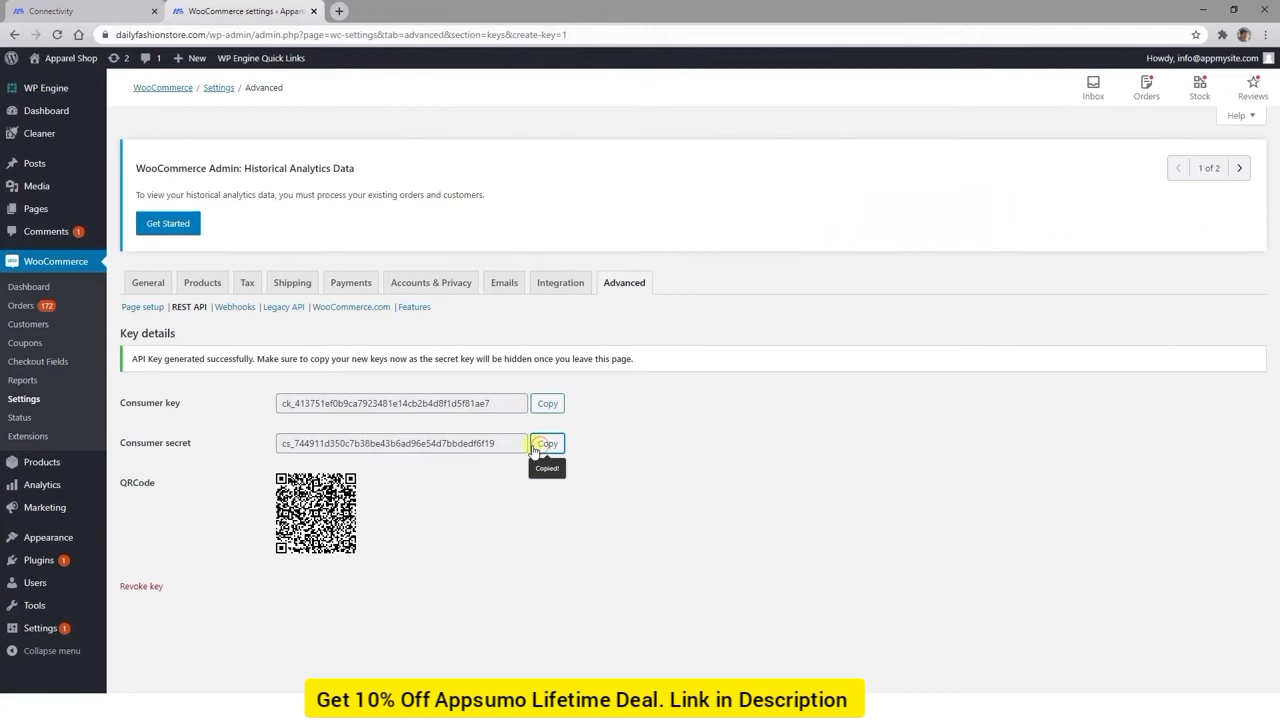 Connectivity
WooCommerce settings ‹ Appare
dailyfashionstore.com/wp-admin/admin.php?page=wc-settings&tab=advanced&section=keys&create-key=1
Apparel Shop 2 1 New WP Engine Quick Links Howdy, info@appmysite.com
WP Engine
Dashboard
Cleaner
Posts
Media
Pages
Comments 1
WooCommerce
Dashboard
Orders 172
Customers
Coupons
Checkout Fields
Reports
Settings
Status
Extensions
Products
Analytics
Marketing
Appearance
Plugins 1
Users
Tools
Settings 1
Collapse menu
WooCommerce / Settings / Advanced
Inbox Orders Stock Reviews
Help
WooCommerce Admin: Historical Analytics Data
1 of 2
To view your historical analytics data, you must process your existing orders and customers.
Get Started
General Products Tax Shipping Payments Accounts & Privacy Emails Integration Advanced
Page setup | REST API | Webhooks | Legacy API | WooCommerce.com | Features
Key details
API Key generated successfully. Make sure to copy your new keys now as the secret key will be hidden once you leave this page.
Consumer key ck_413751ef0b9ca7923481e14cb2b4d8f1d5f81ae7 Copy
Consumer secret cs_744911d350c7b38be43b6ad96e54d7bbdedf6f19 Copy
Copied!
QRCode
Revoke key
Get 10% Off Appsumo Lifetime Deal. Link in Description